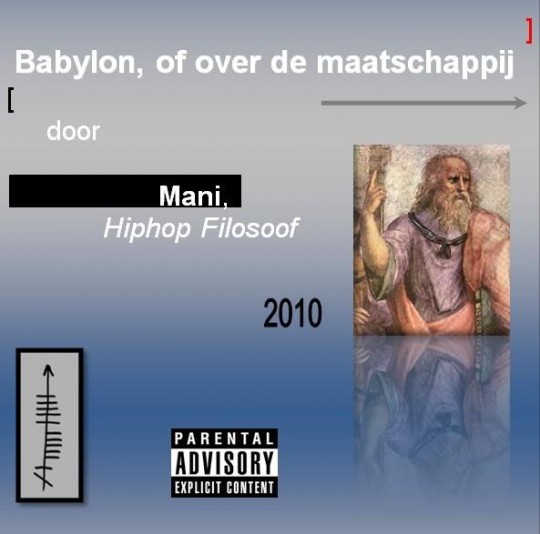 ]
Babylon, of over de maatschappij
[
door
Mani,
Hiphop Filosoof
2010
PARENTAL
ADVISORY
EXPLICIT CONTENT